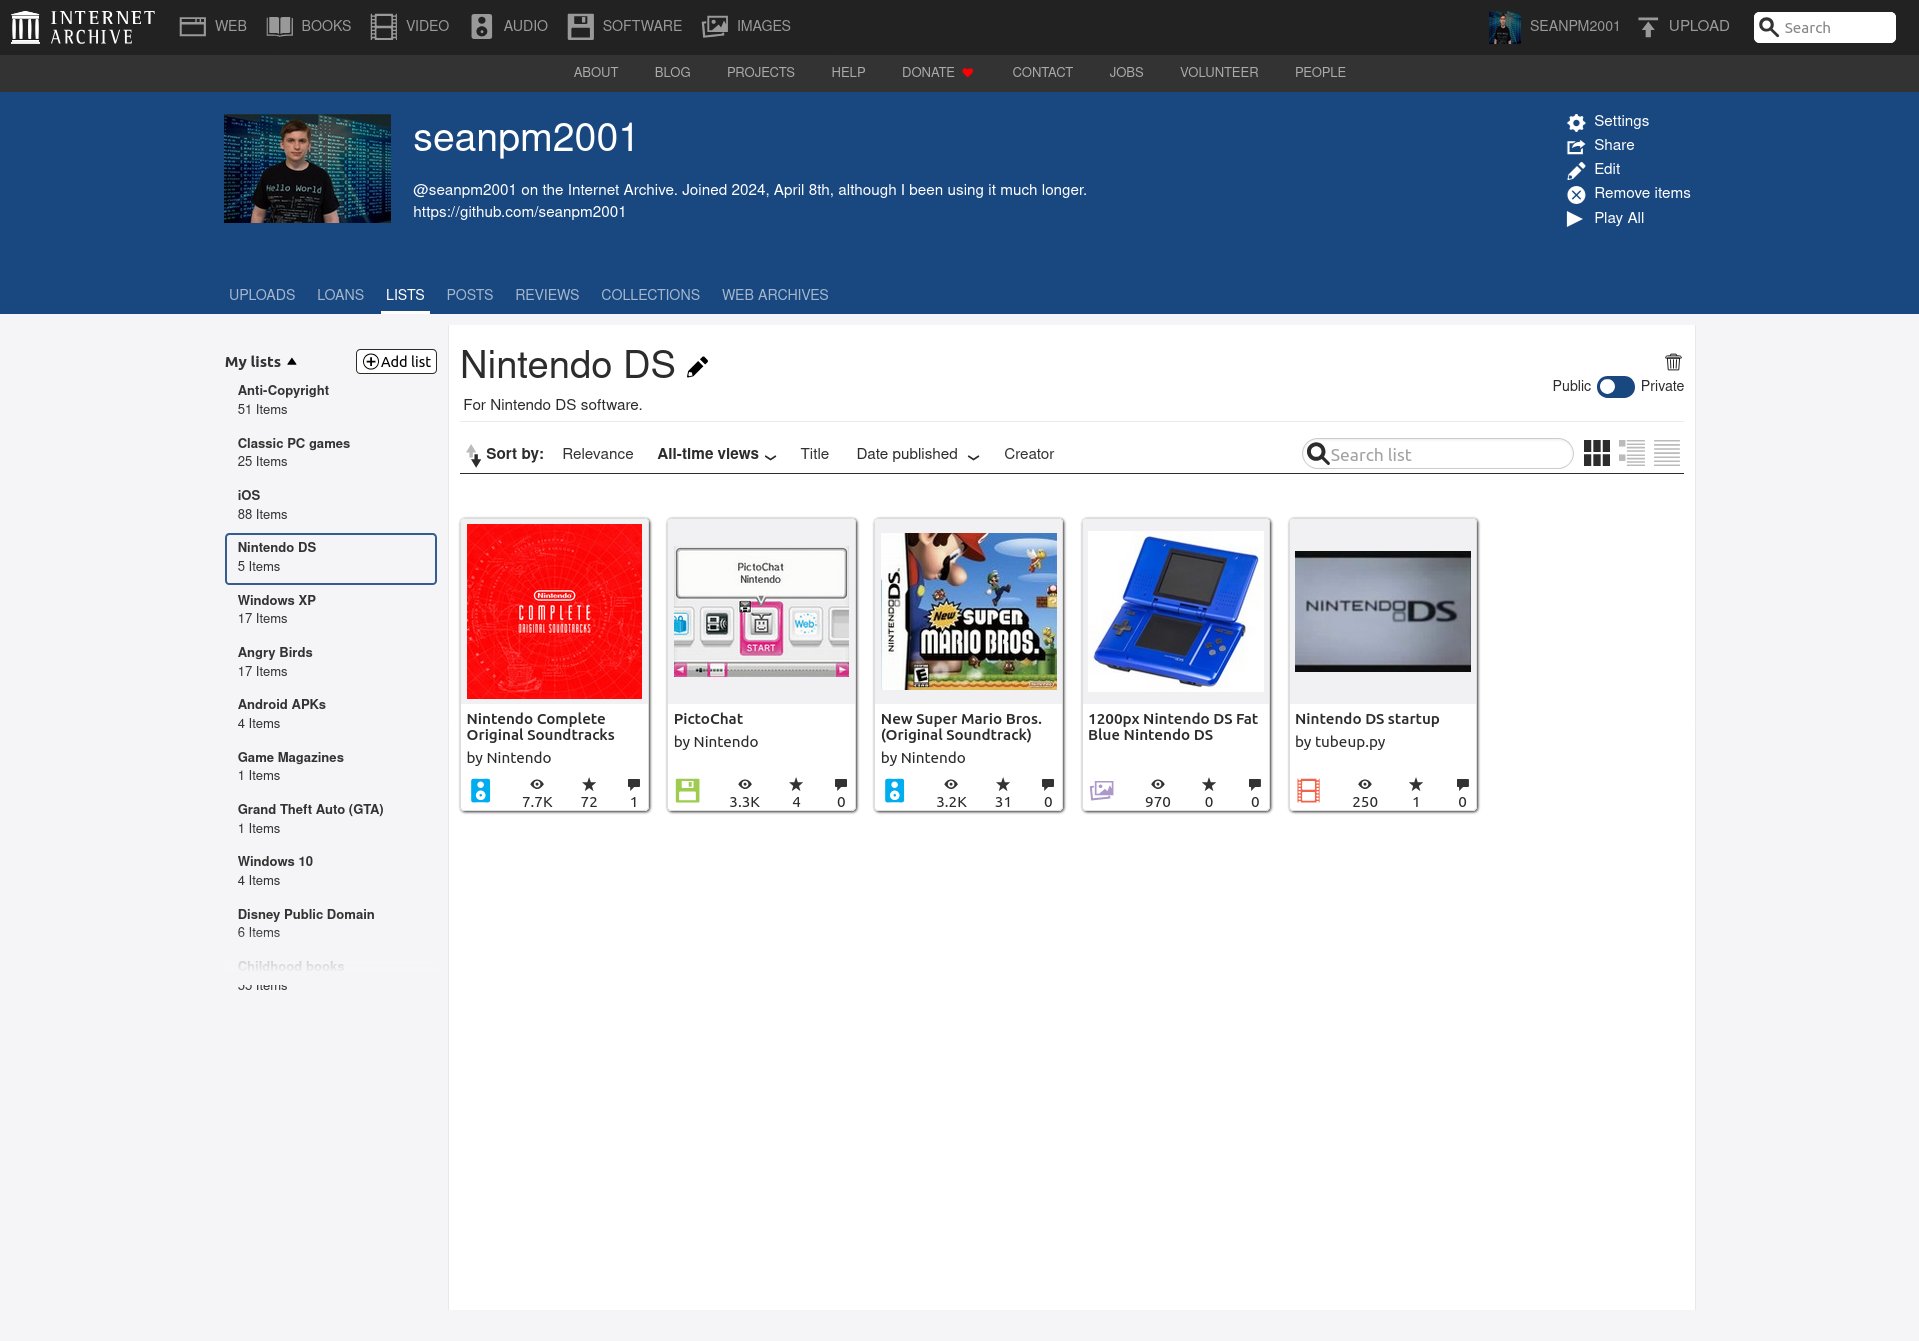 INTERNET ARCHIVE
WEB
BOOKS
VIDEO
AUDIO
SOFTWARE
IMAGES
SEANPM2001
UPLOAD
Search
ABOUT
BLOG
PROJECTS
HELP
DONATE
CONTACT
JOBS
VOLUNTEER
PEOPLE
Hello World
seanpm2001
@seanpm2001 on the Internet Archive. Joined 2024, April 8th, although I been using it much longer.
https://github.com/seanpm2001
Settings
Share
Edit
Remove items
Play All
UPLOADS
LOANS
LISTS
POSTS
REVIEWS
COLLECTIONS
WEB ARCHIVES
My lists
Add list
Anti-Copyright
51 Items
Classic PC games
25 Items
iOS
88 Items
Nintendo DS
5 Items
Windows XP
17 Items
Angry Birds
17 Items
Android APKs
4 Items
Game Magazines
1 Items
Grand Theft Auto (GTA)
1 Items
Windows 10
4 Items
Disney Public Domain
6 Items
Childhood books
Items
Nintendo DS
For Nintendo DS software.
Public
Private
Sort by:
Relevance
All-time views
Title
Date published
Creator
Search list
Nintendo
COMPLETE
ORIGINAL SOUNDTRACKS
Nintendo Complete
Original Soundtracks
by Nintendo
7.7K
72
1
PictoChat
Nintendo
Web
START
PictoChat
by Nintendo
3.3K
4
0
NINTENDO DS
New
SUPER
MARIO BROS.
E
New Super Mario Bros.
(Original Soundtrack)
by Nintendo
3.2K
31
0
1200px Nintendo DS Fat
Blue Nintendo DS
970
0
0
NINTENDO DS
Nintendo DS startup
by tubeup.py
250
1
0